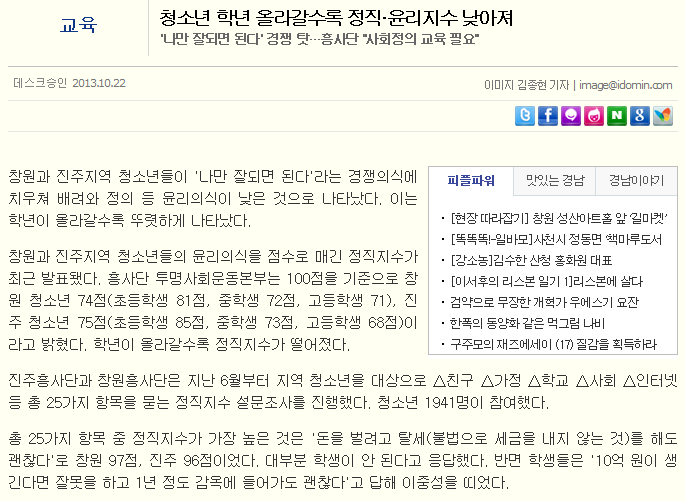 교육
청소년 학년 올라갈수록 정직·윤리지수 낮아져
'나만 잘되면 된다' 경쟁 탓…흥사단 "사회정의 교육 필요"
데스크승인 2013.10.22
이미지 김종현 기자 | image@idomin.com
창원과 진주지역 청소년들이 '나만 잘되면 된다'라는 경쟁의식에
치우쳐 배려와 정의 등 윤리의식이 낮은 것으로 나타났다. 이는
학년이 올라갈수록 뚜렷하게 나타났다.
창원과 진주지역 청소년들의 윤리의식을 점수로 매긴 정직지수가
최근 발표됐다. 흥사단 투명사회운동본부는 100점을 기준으로 창
원 청소년 74점(초등학생 81점, 중학생 72점, 고등학생 71), 진
주 청소년 75점(초등학생 85점, 중학생 73점, 고등학생 68점)이
라고 밝혔다. 학년이 올라갈수록 정직지수가 떨어졌다.
피플파워 맛있는 경남 경남이야기
· [현장 따라잡기] 창원 성산아트홀 앞 '길마켓'
· [똑똑똑!-일바모]사천시 정동면 '책마루도서
· [강소농]김수한 산청 홍화원 대표
· [이서후의 리스본 일기 1]리스본에 살다
· 검약으로 무장한 개혁가 우에스기 요잔
· 한폭의 동양화 같은 먹그림 나비
· 구주모의 재즈에세이 (17) 질감을 획득하라
진주흥사단과 창원흥사단은 지난 6월부터 지역 청소년을 대상으로 △친구 △가정 △학교 △사회 △인터넷
등 총 25가지 항목을 묻는 정직지수 설문조사를 진행했다. 청소년 1941명이 참여했다.
총 25가지 항목 중 정직지수가 가장 높은 것은 '돈을 벌려고 탈세(불법으로 세금을 내지 않는 것)를 해도
괜찮다'로 창원 97점, 진주 96점이었다. 대부분 학생이 안 된다고 응답했다. 반면 학생들은 '10억 원이 생
긴다면 잘못을 하고 1년 정도 감옥에 들어가도 괜찮다'고 답해 이중성을 띠었다.